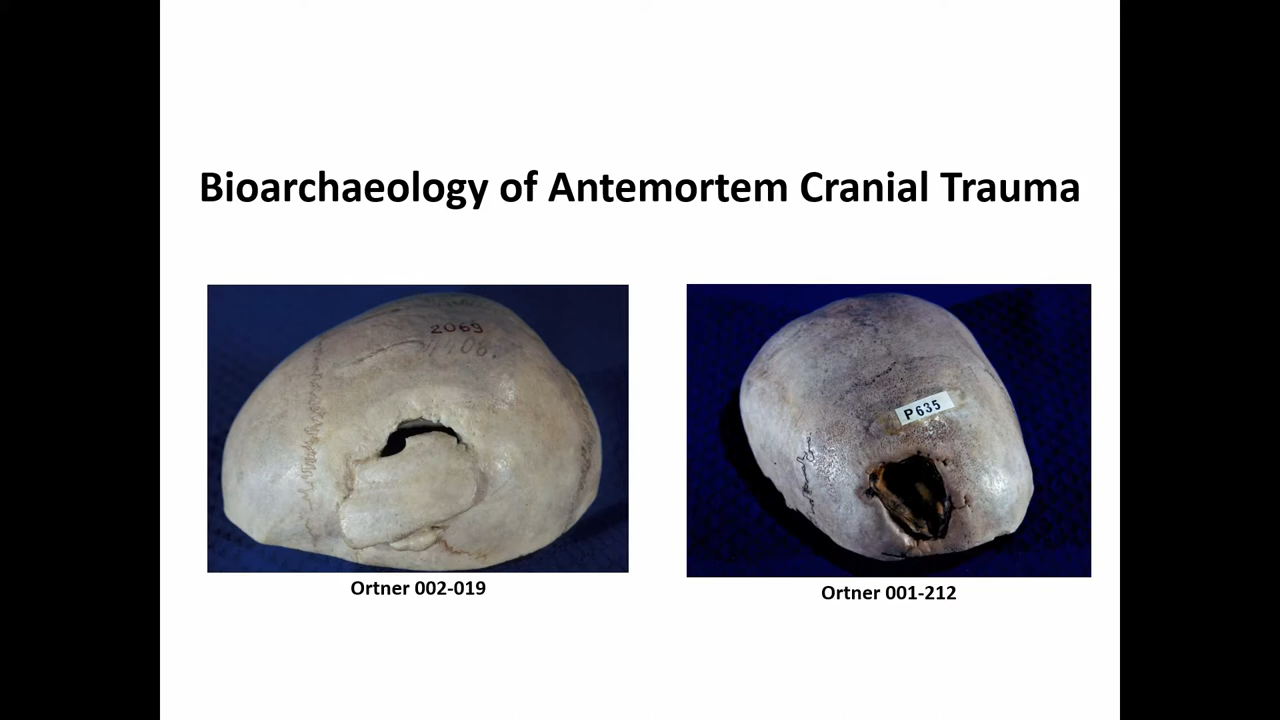 Bioarchaeology of Antemortem Cranial Trauma
2069
P635
Ortner 002-019
Ortner 001-212